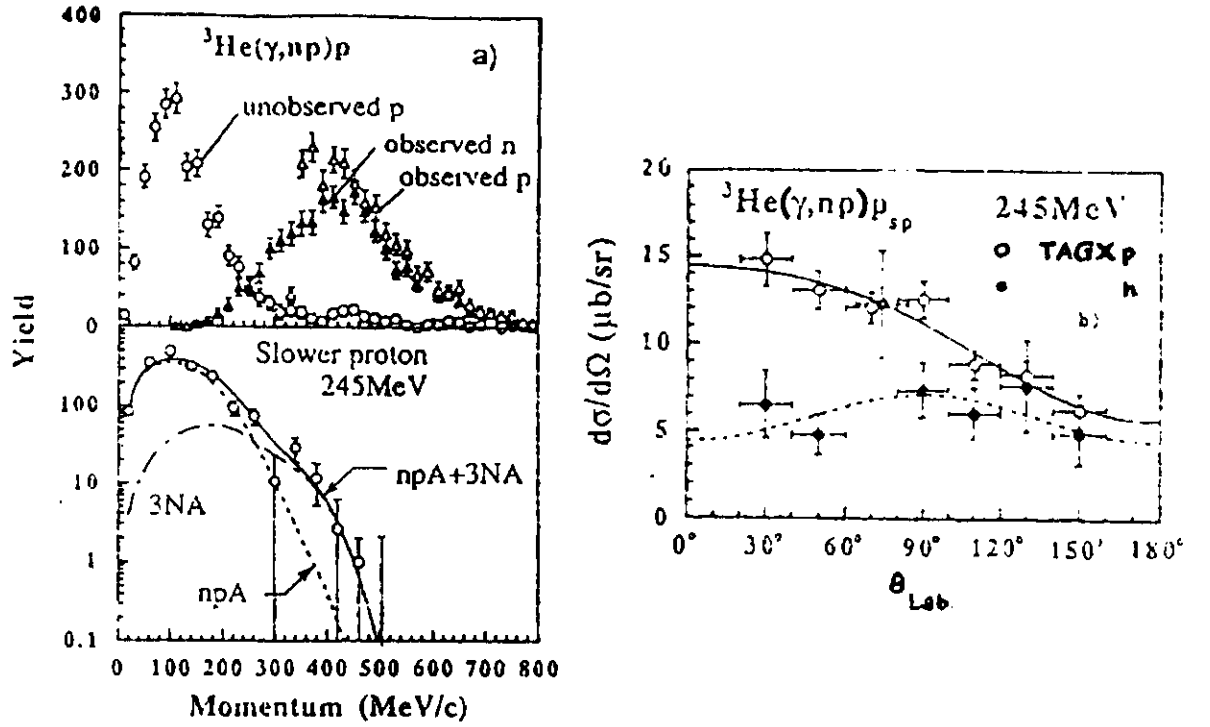 400
³He(γ,np)p
a)
300
unobserved p
200
observed n
observed p
100
0
Yield
Slower proton
245MeV
100
10
npA+3NA
3NA
1
npA
0.1
0 100 200 300 400 500 600 700 800
Momentum (MeV/c)
20
³He(γ,np)p_sp
245MeV
TAGX p
n
15
b)
10
dσ/dΩ (μb/sr)
5
0
0° 30° 60° 90° 120° 150° 180°
θ_Lab.